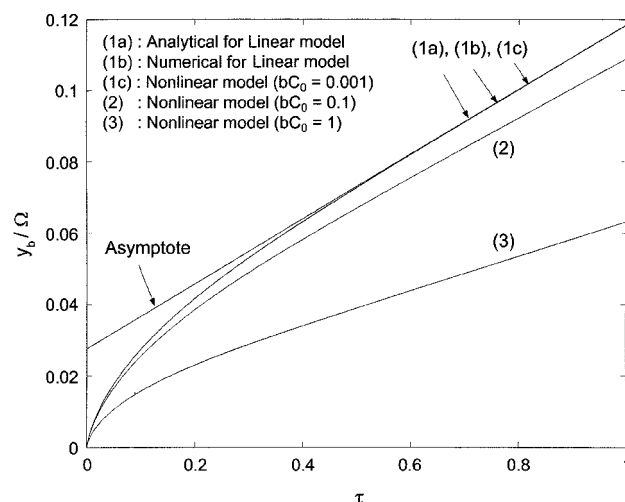 0.12
(1a) : Analytical for Linear model
(1b) : Numerical for Linear model
(1c) : Nonlinear model (bC₀ = 0.001)
(2) : Nonlinear model (bC₀ = 0.1)
(3) : Nonlinear model (bC₀ = 1)
(1a), (1b), (1c)
0.1
(2)
0.08
y_b / Ω
0.06
(3)
Asymptote
0.04
0.02
0
0 0.2 0.4 0.6 0.8 1
τ